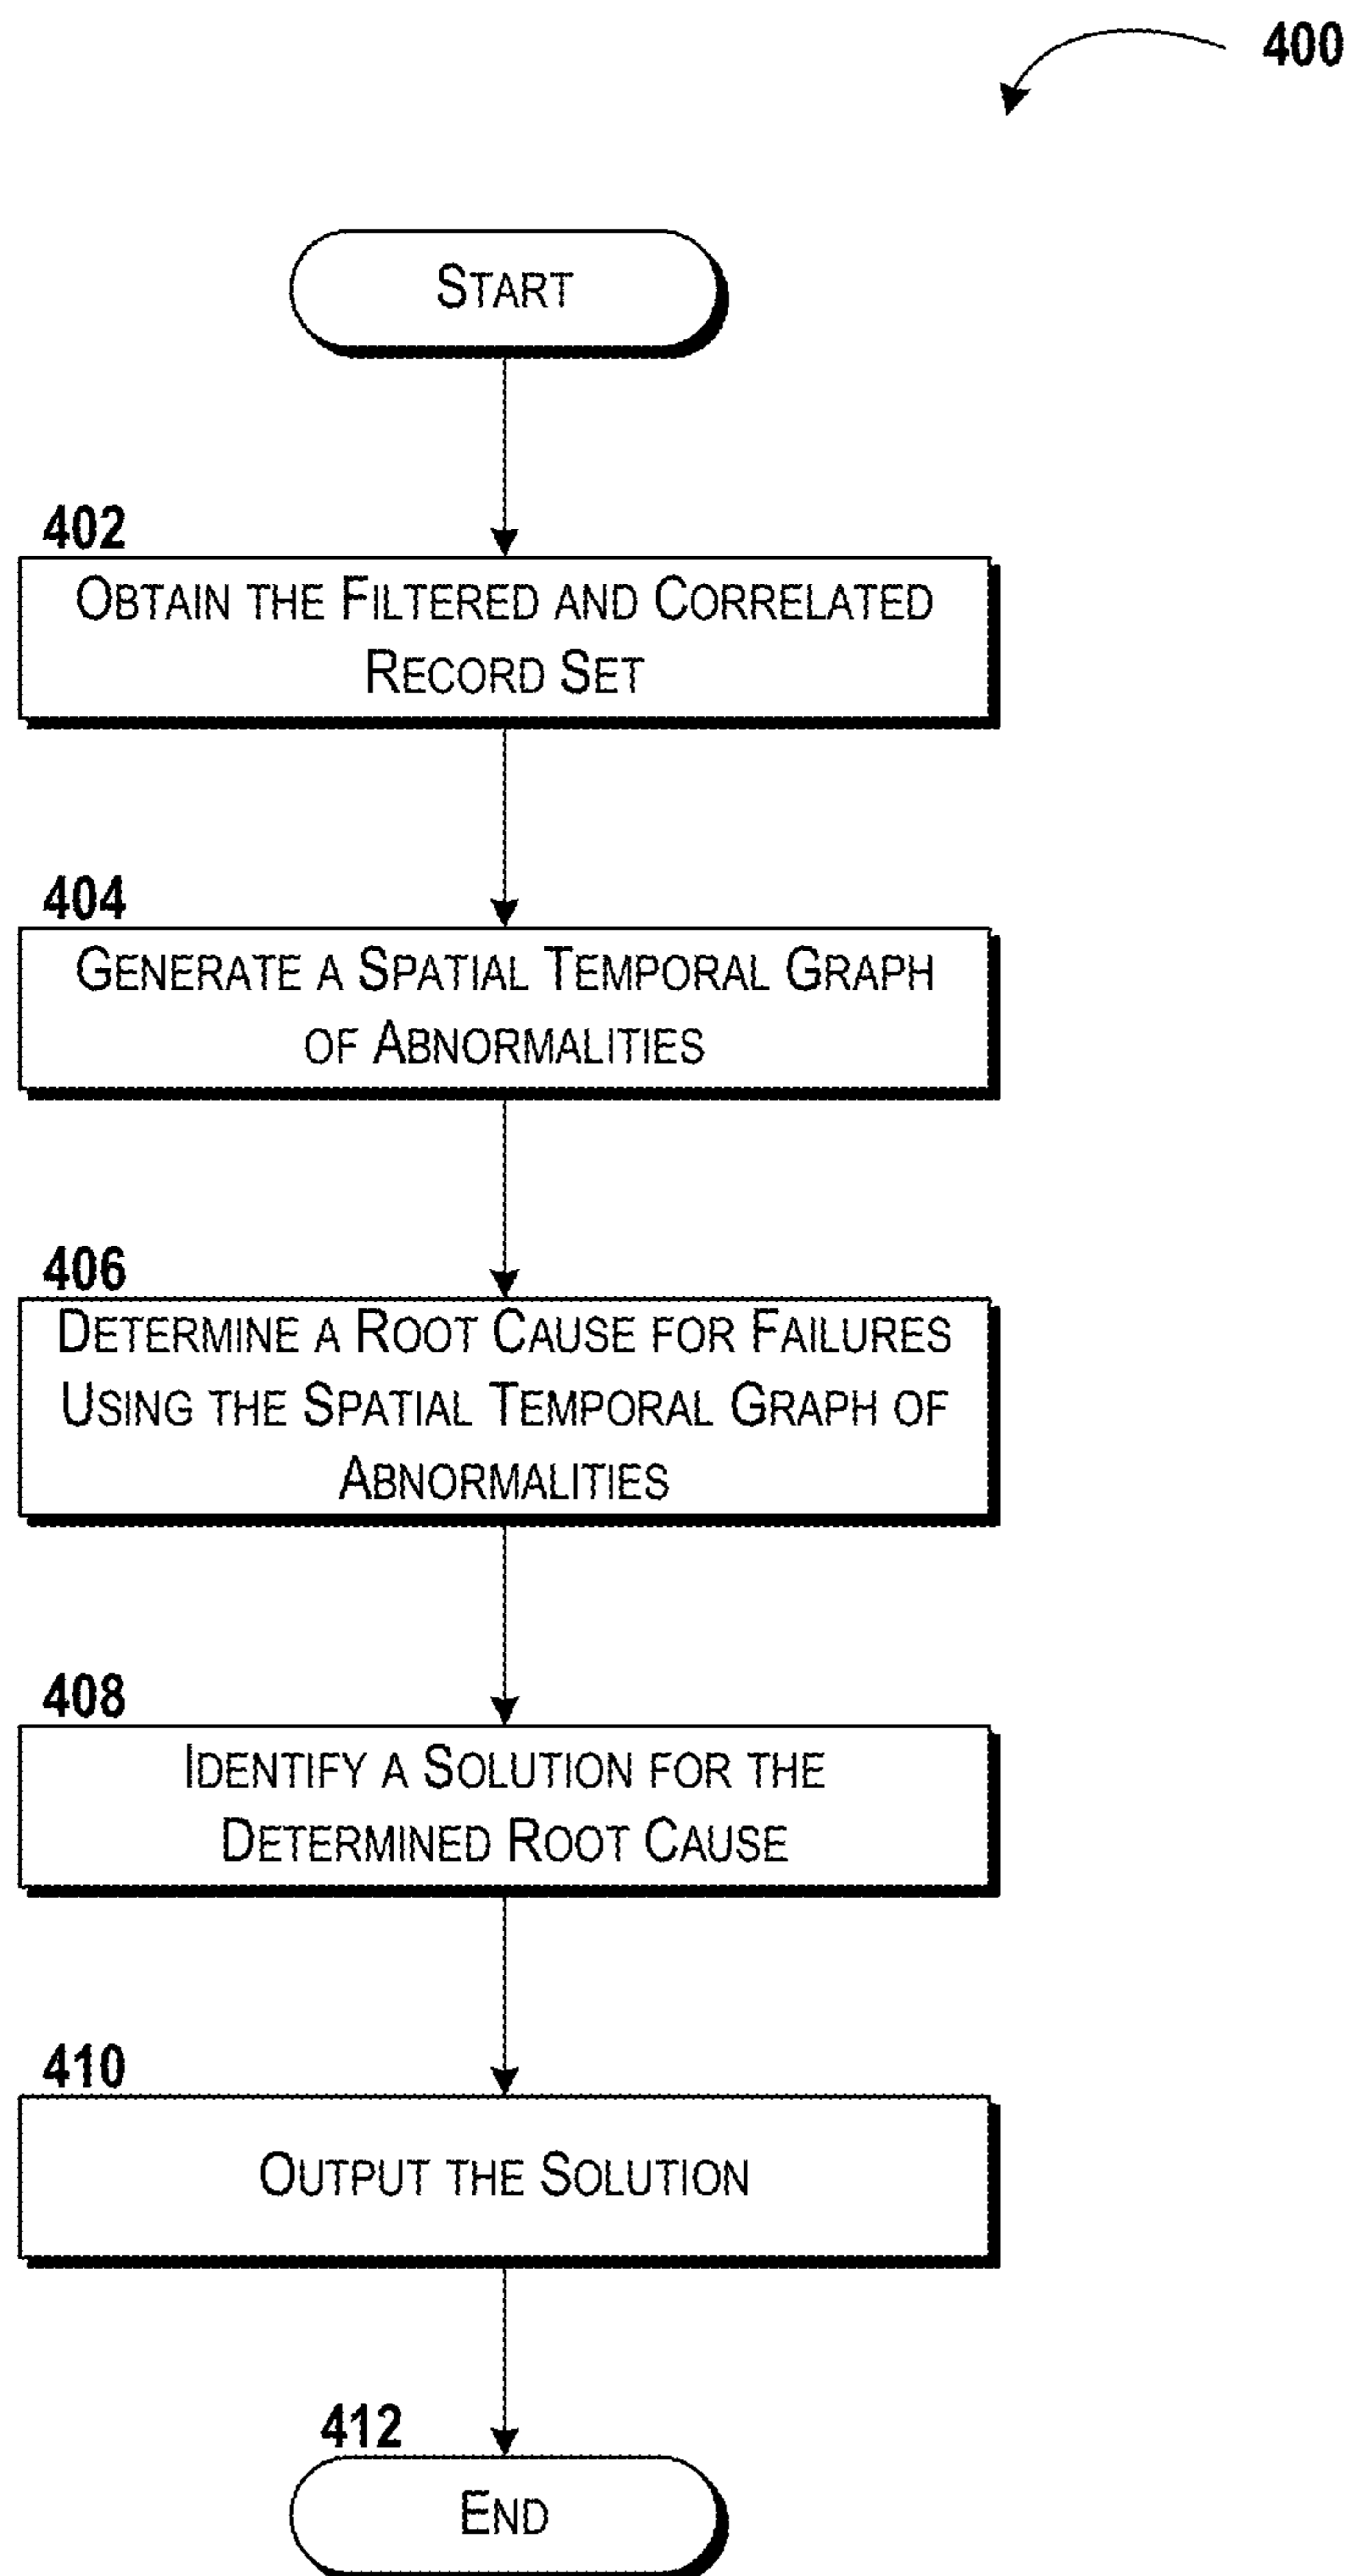 400
START
402
OBTAIN THE FILTERED AND CORRELATED
RECORD SET
404
GENERATE A SPATIAL TEMPORAL GRAPH
OF ABNORMALITIES
406
DETERMINE A ROOT CAUSE FOR FAILURES
USING THE SPATIAL TEMPORAL GRAPH OF
ABNORMALITIES
408
IDENTIFY A SOLUTION FOR THE
DETERMINED ROOT CAUSE
410
OUTPUT THE SOLUTION
412
END